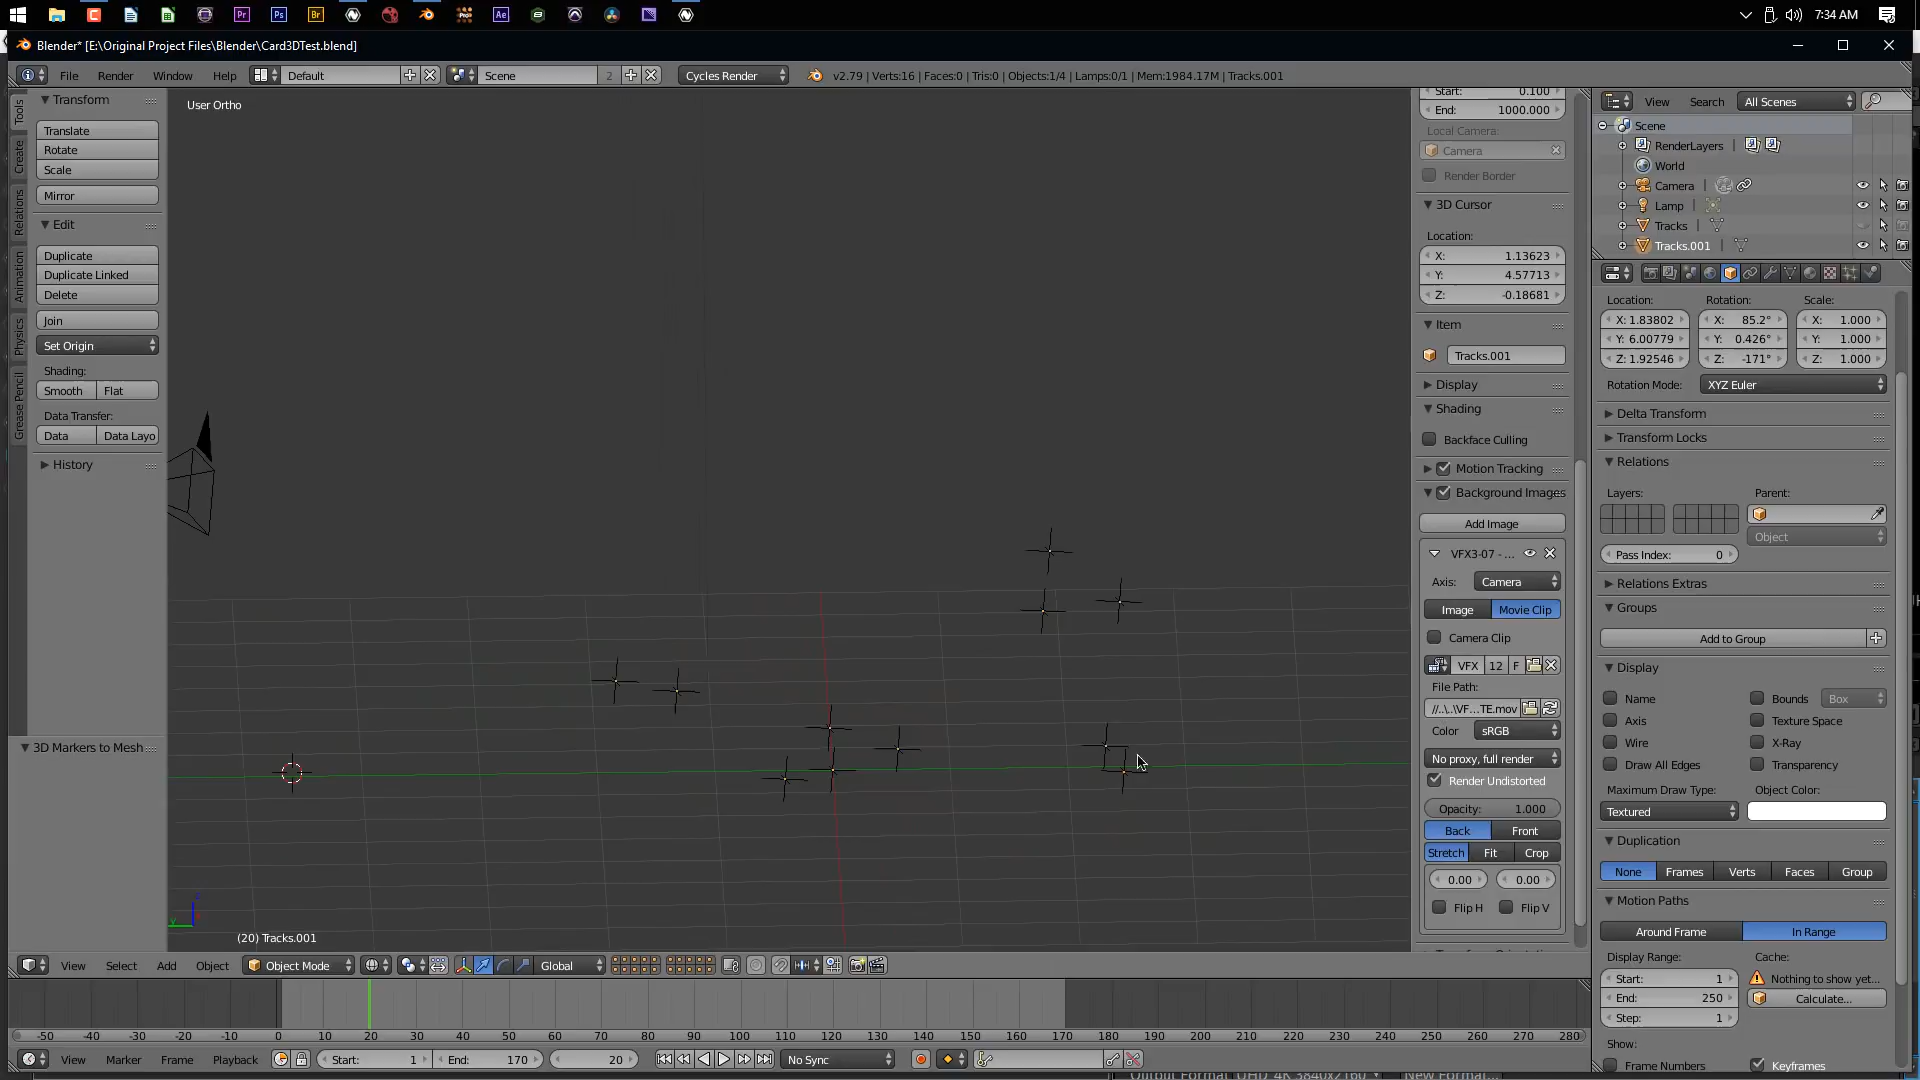 7:34 AM
Blender* [E:\Original Project Files\Blender\Card3DTest.blend]
File Render Window Help Default Scene 2 Cycles Render v2.79 | Verts:16 | Faces:0 | Tris:0 | Objects:1/4 | Lamps:0/1 | Mem:1984.17M | Tracks.001
Tools
Create
Relations
Animation
Physics
Grease Pencil
Transform
Translate
Rotate
Scale
Mirror
Edit
Duplicate
Duplicate Linked
Delete
Join
Set Origin
Shading:
Smooth Flat
Data Transfer:
Data Data Layo
History
3D Markers to Mesh
User Ortho
(20) Tracks.001
Start: 0.100
End: 1000.000
Local Camera:
Camera
Render Border
3D Cursor
Location:
X: 1.13623
Y: 4.57713
Z: -0.18681
Item
Tracks.001
Display
Shading
Backface Culling
Motion Tracking
Background Images
Add Image
VFX3-07 - ...
Axis: Camera
Image Movie Clip
Camera Clip
VFX 12 F
File Path:
//..\..\VF...TE.mov
Color sRGB
No proxy, full render
Render Undistorted
Opacity: 1.000
Back Front
Stretch Fit Crop
0.00 0.00
Flip H Flip V
View Search All Scenes
Scene
RenderLayers
World
Camera
Lamp
Tracks
Tracks.001
Location: Rotation: Scale:
X: 1.83802 X: 85.2° X: 1.000
Y: 6.00779 Y: 0.426° Y: 1.000
Z: 1.92546 Z: -171° Z: 1.000
Rotation Mode: XYZ Euler
Delta Transform
Transform Locks
Relations
Layers: Parent:
Object
Pass Index: 0
Relations Extras
Groups
Add to Group
Display
Name Bounds Box
Axis Texture Space
Wire X-Ray
Draw All Edges Transparency
Maximum Draw Type: Object Color:
Textured
Duplication
None Frames Verts Faces Group
Motion Paths
Around Frame In Range
Display Range: Cache:
Start: 1 Nothing to show yet...
End: 250 Calculate...
Step: 1
Show:
Frame Numbers Keyframes
View Select Add Object Object Mode Global
-50 -40 -30 -20 -10 0 10 20 30 40 50 60 70 80 90 100 110 120 130 140 150 160 170 180 190 200 210 220 230 240 250 260 270 280
View Marker Frame Playback Start: 1 End: 170 20 No Sync
Output Format UHD 4K 3840x2160 New Format...